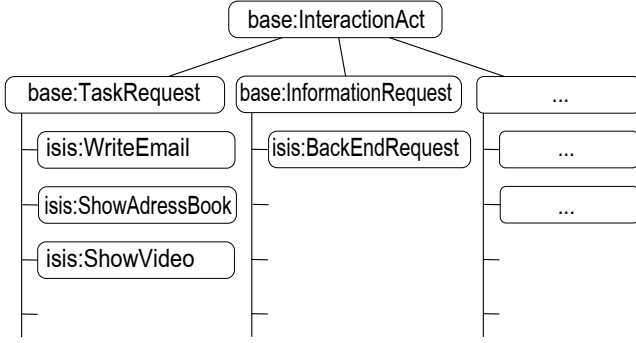 base:InteractionAct
base:TaskRequest
base:InformationRequest
...
isis:WriteEmail
isis:BackEndRequest
...
isis:ShowAdressBook
...
isis:ShowVideo